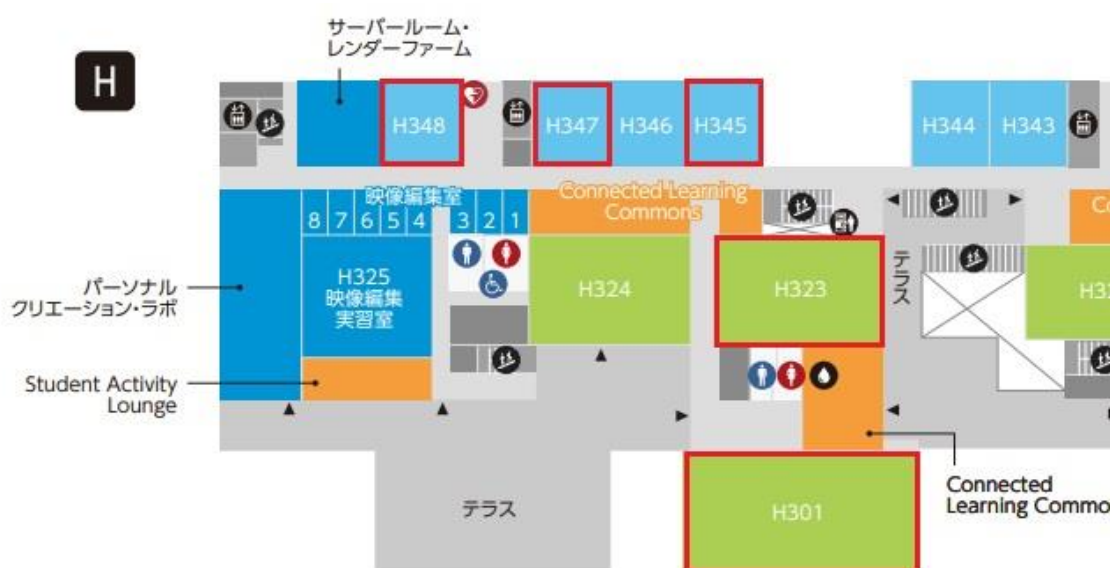 サーバールーム・
レンダーファーム
H
H348
H347
H346
H345
H344
H343
映像編集室
8 7 6 5 4 3 2 1
Connected Learning
Commons
H325
映像編集
実習室
H324
H323
テラス
パーソナル
クリエーション・ラボ
Student Activity
Lounge
テラス
H301
Connected